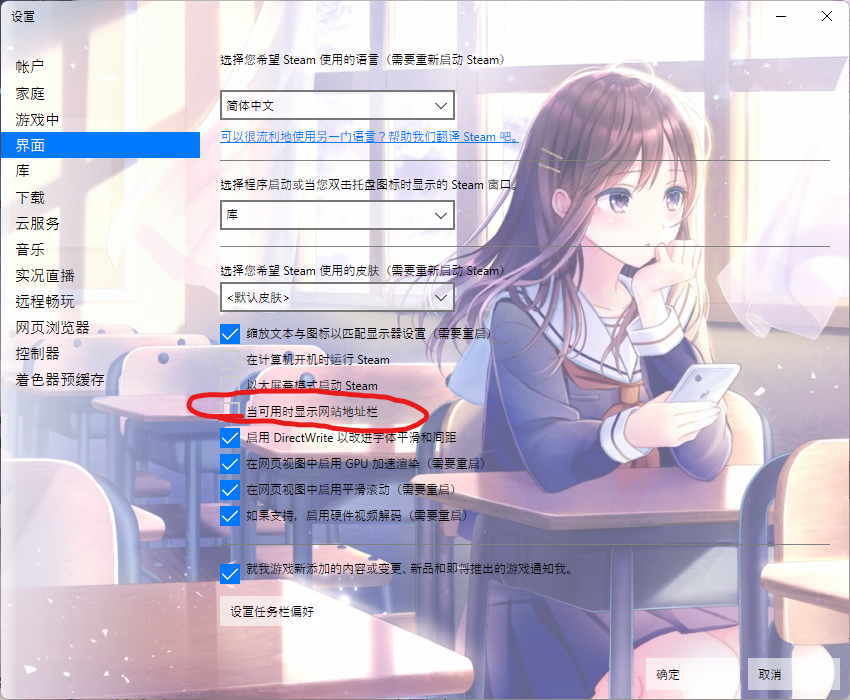 设置
帐户
家庭
游戏中
界面
库
下载
云服务
音乐
实况直播
远程畅玩
网页浏览器
控制器
着色器预缓存
选择您希望 Steam 使用的语言（需要重新启动 Steam）
简体中文
可以很流利地使用另一门语言？帮助我们翻译 Steam 吧。
选择程序启动或当您双击托盘图标时显示的 Steam 窗口。
库
选择您希望 Steam 使用的皮肤（需要重新启动 Steam）
<默认皮肤>
缩放文本与图标以匹配显示器设置（需要重启）
在计算机开机时运行 Steam
以大屏幕模式启动 Steam
当可用时显示网站地址栏
启用 DirectWrite 以改进字体平滑和间距
在网页视图中启用 GPU 加速渲染（需要重启）
在网页视图中启用平滑滚动（需要重启）
如果支持，启用硬件视频解码（需要重启）
就我游戏新添加的内容或变更、新品和即将推出的游戏通知我。
设置任务栏偏好
确定
取消